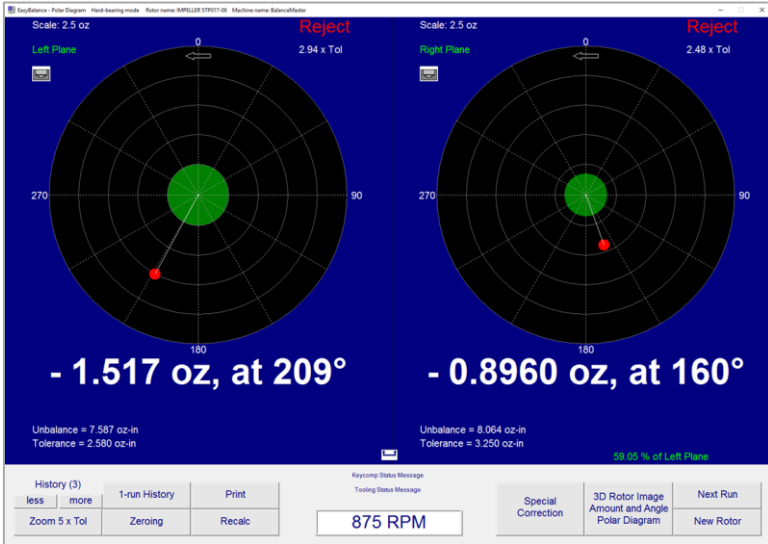 EasyBalance - Polar Diagram Hard-bearing mode Rotor name: IMPELLER STP017-09 Machine name: BalanceMaster
Scale: 2.5 oz
Reject
Left Plane
2.94 x Tol
0
270
90
180
- 1.517 oz, at 209°
Unbalance = 7.587 oz-in
Tolerance = 2.580 oz-in
Scale: 2.5 oz
Reject
Right Plane
2.48 x Tol
0
270
90
180
- 0.8960 oz, at 160°
Unbalance = 8.064 oz-in
Tolerance = 3.250 oz-in
59.05 % of Left Plane
History (3)
less
more
1-run History
Print
Zoom 5 x Tol
Zeroing
Recalc
Keycomp Status Message
Tooling Status Message
875 RPM
Special
Correction
3D Rotor Image
Amount and Angle
Polar Diagram
Next Run
New Rotor